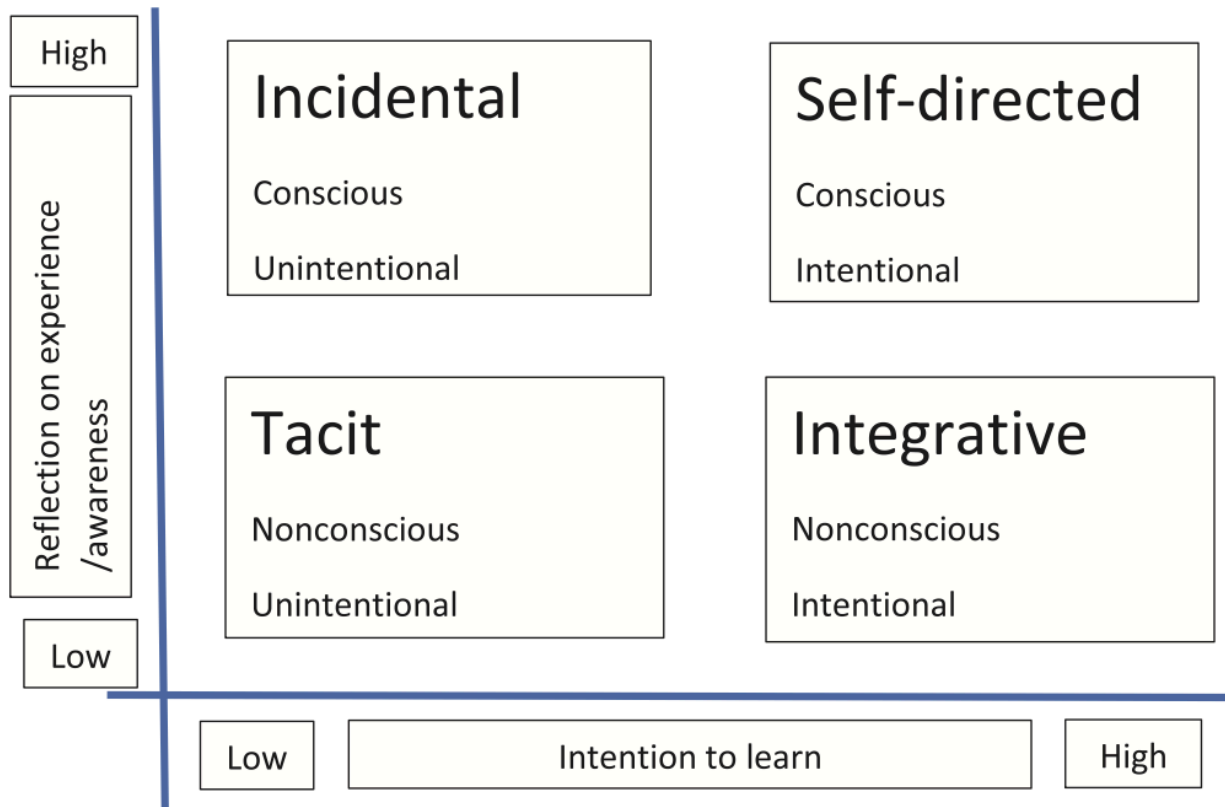 High
Reflection on experience
/awareness
Low
Incidental
Conscious
Unintentional
Self-directed
Conscious
Intentional
Tacit
Nonconscious
Unintentional
Integrative
Nonconscious
Intentional
Low
Intention to learn
High